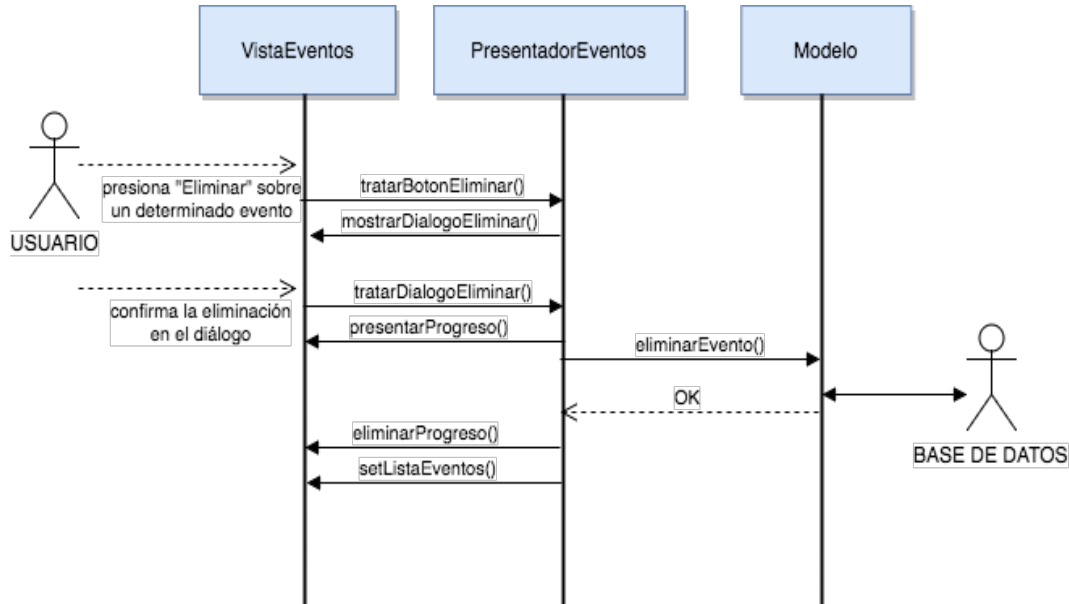 VistaEventos
PresentadorEventos
Modelo
presiona "Eliminar" sobre
un determinado evento
tratarBotonEliminar()
mostrarDialogoEliminar()
USUARIO
confirma la eliminación
en el diálogo
tratarDialogoEliminar()
presentarProgreso()
eliminarEvento()
OK
eliminarProgreso()
BASE DE DATOS
setListaEventos()